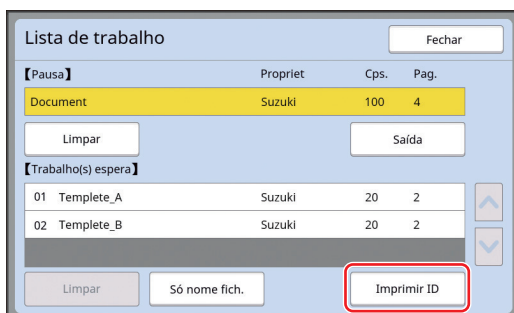 Lista de trabalho Fechar
【Pausa】 Propriet Cps. Pag.
Document Suzuki 100 4
Limpar Saída
【Trabalho(s) espera】
01 Templete_A Suzuki 20 2
02 Templete_B Suzuki 20 2
Limpar Só nome fich. Imprimir ID